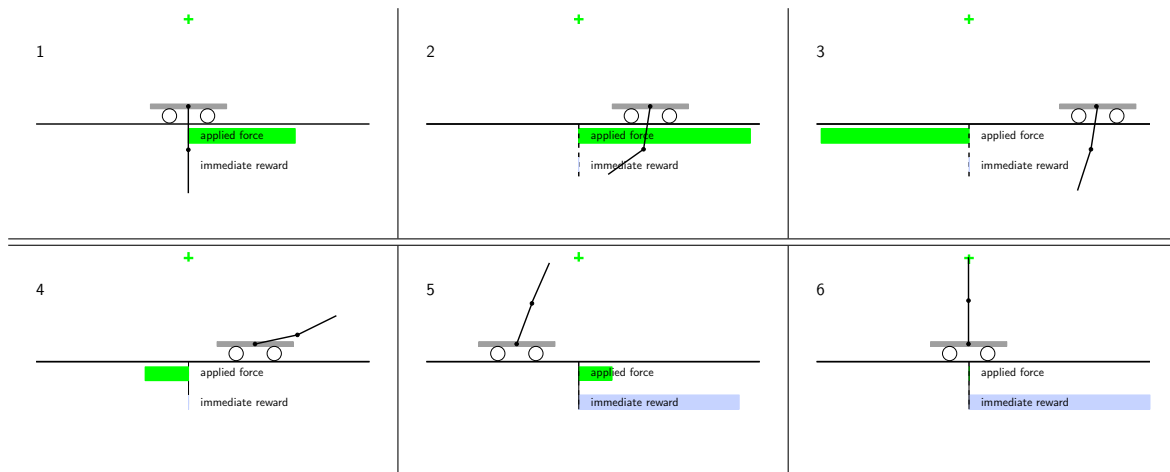 1
applied force
immediate reward
2
applied force
immediate reward
3
applied force
immediate reward
4
applied force
immediate reward
5
applied force
immediate reward
6
applied force
immediate reward